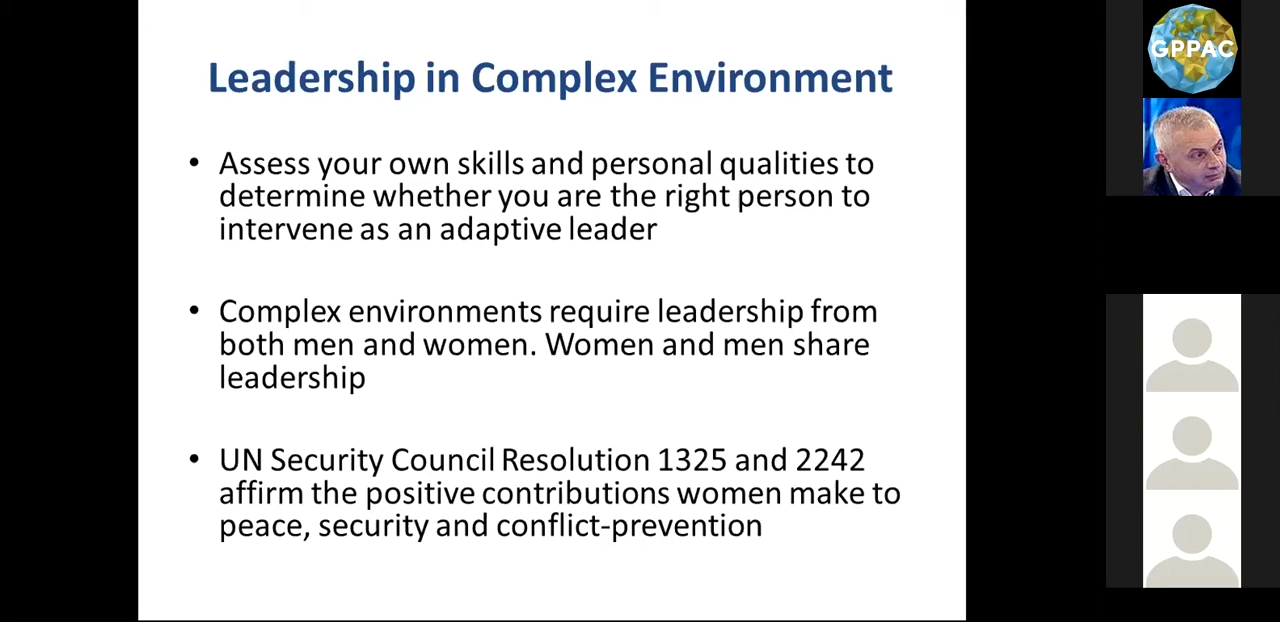 Leadership in Complex Environment
• Assess your own skills and personal qualities to
determine whether you are the right person to
intervene as an adaptive leader
• Complex environments require leadership from
both men and women. Women and men share
leadership
• UN Security Council Resolution 1325 and 2242
affirm the positive contributions women make to
peace, security and conflict-prevention
GPPAC